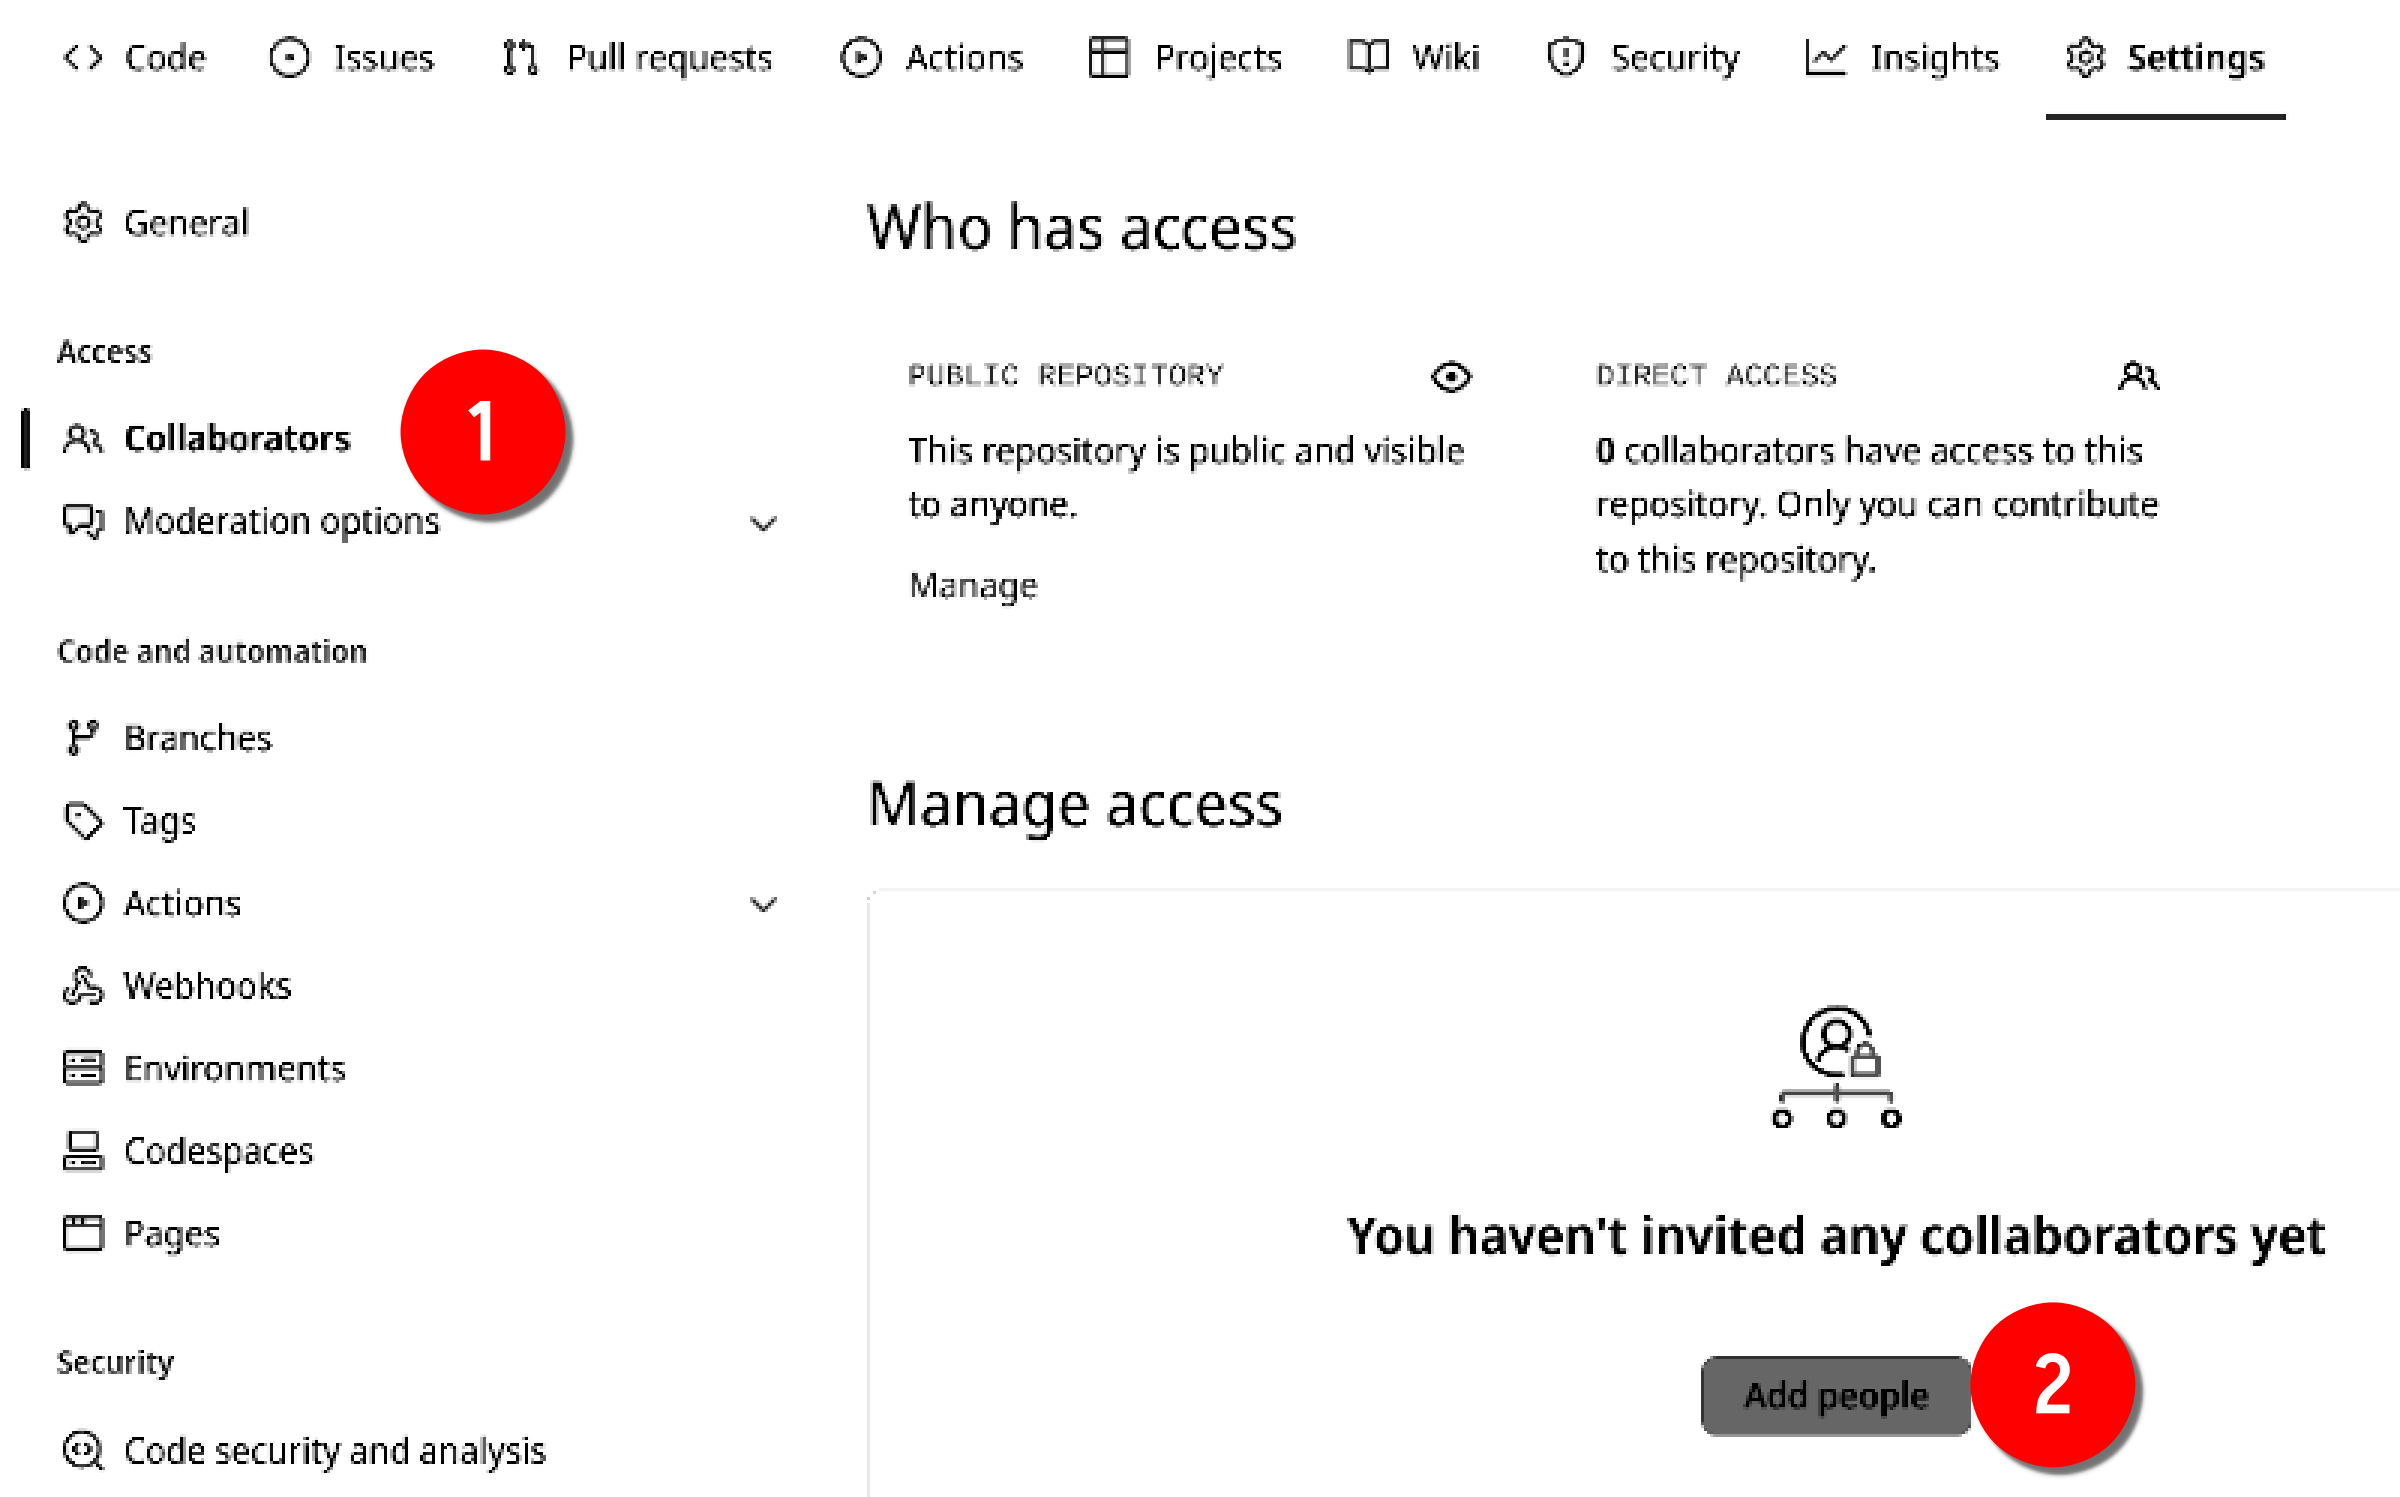 Code Issues Pull requests Actions Projects Wiki Security Insights Settings
General
Access
Collaborators 1
Moderation options
Code and automation
Branches
Tags
Actions
Webhooks
Environments
Codespaces
Pages
Security
Code security and analysis
Who has access
PUBLIC REPOSITORY
This repository is public and visible
to anyone.
Manage
DIRECT ACCESS
0 collaborators have access to this
repository. Only you can contribute
to this repository.
Manage access
You haven't invited any collaborators yet
Add people 2